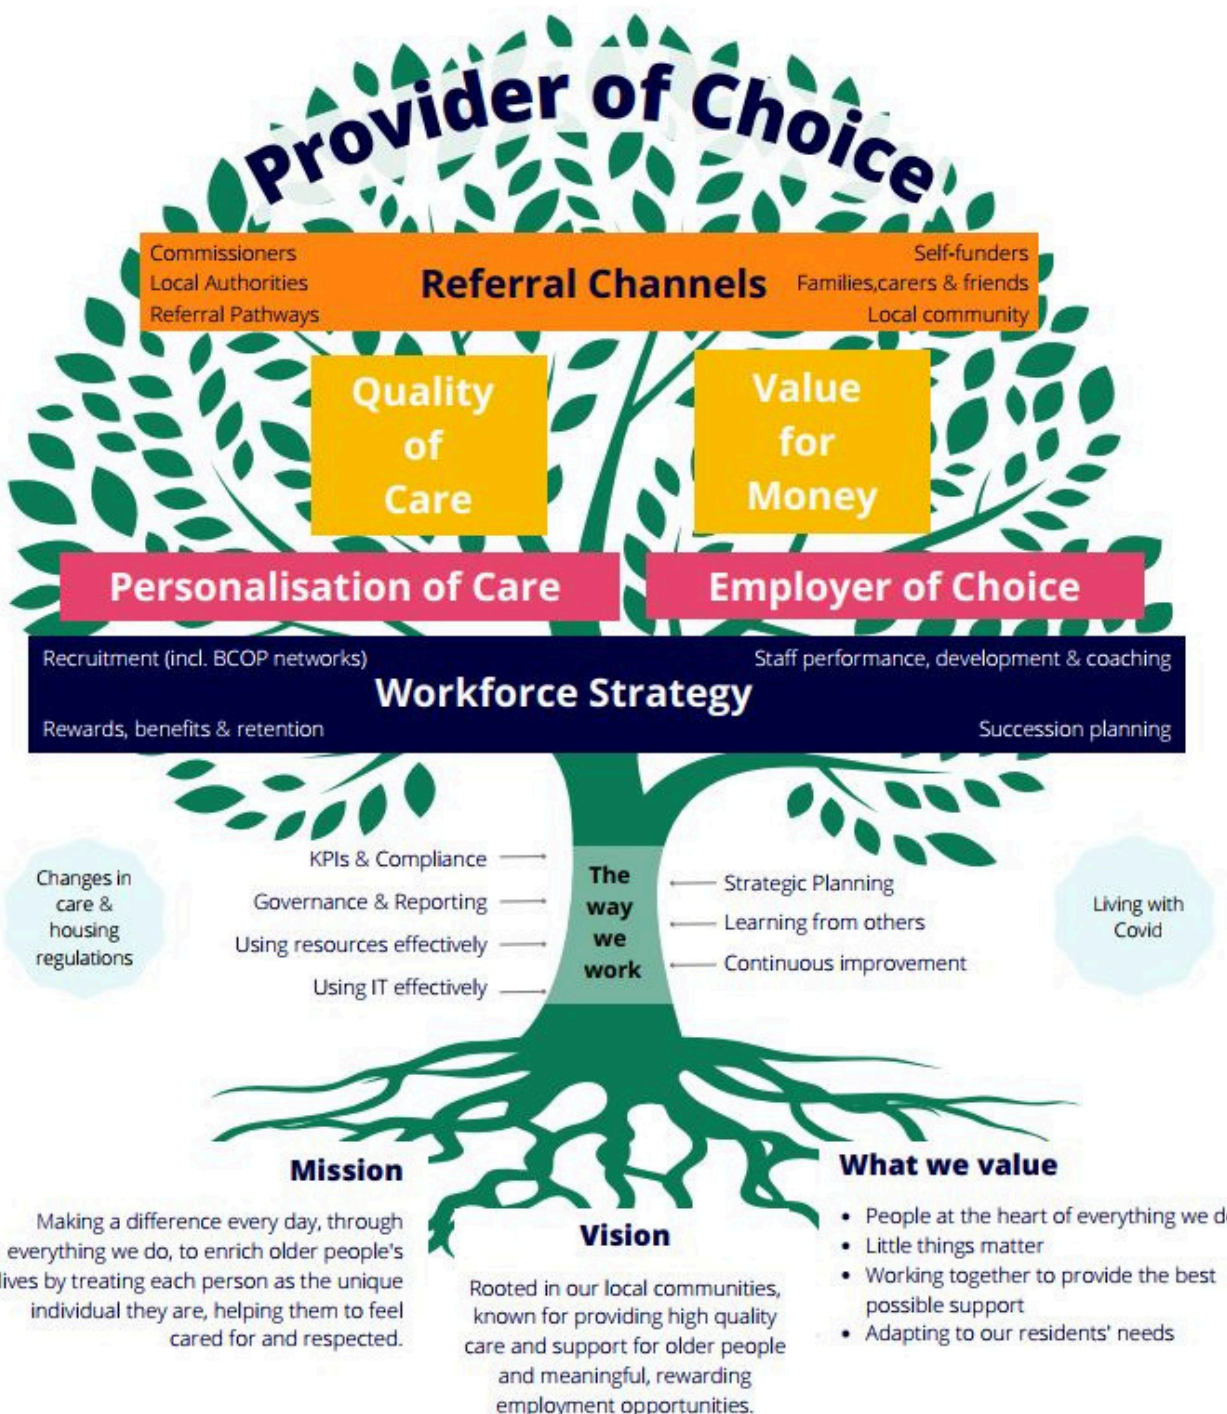 Provider of Choice
Commissioners
Local Authorities
Referral Pathways
Referral Channels
Self-funders
Families,carers & friends
Local community
Quality
of
Care
Value
for
Money
Personalisation of Care
Employer of Choice
Recruitment (incl. BCOP networks)
Rewards, benefits & retention
Workforce Strategy
Staff performance, development & coaching
Succession planning
Changes in
care &
housing
regulations
KPIs & Compliance
Governance & Reporting
Using resources effectively
Using IT effectively
The
way
we
work
Strategic Planning
Learning from others
Continuous improvement
Living with
Covid
Mission
Making a difference every day, through
everything we do, to enrich older people's
lives by treating each person as the unique
individual they are, helping them to feel
cared for and respected.
Vision
Rooted in our local communities,
known for providing high quality
care and support for older people
and meaningful, rewarding
employment opportunities.
What we value
• People at the heart of everything we
• Little things matter
• Working together to provide the best
possible support
• Adapting to our residents' needs